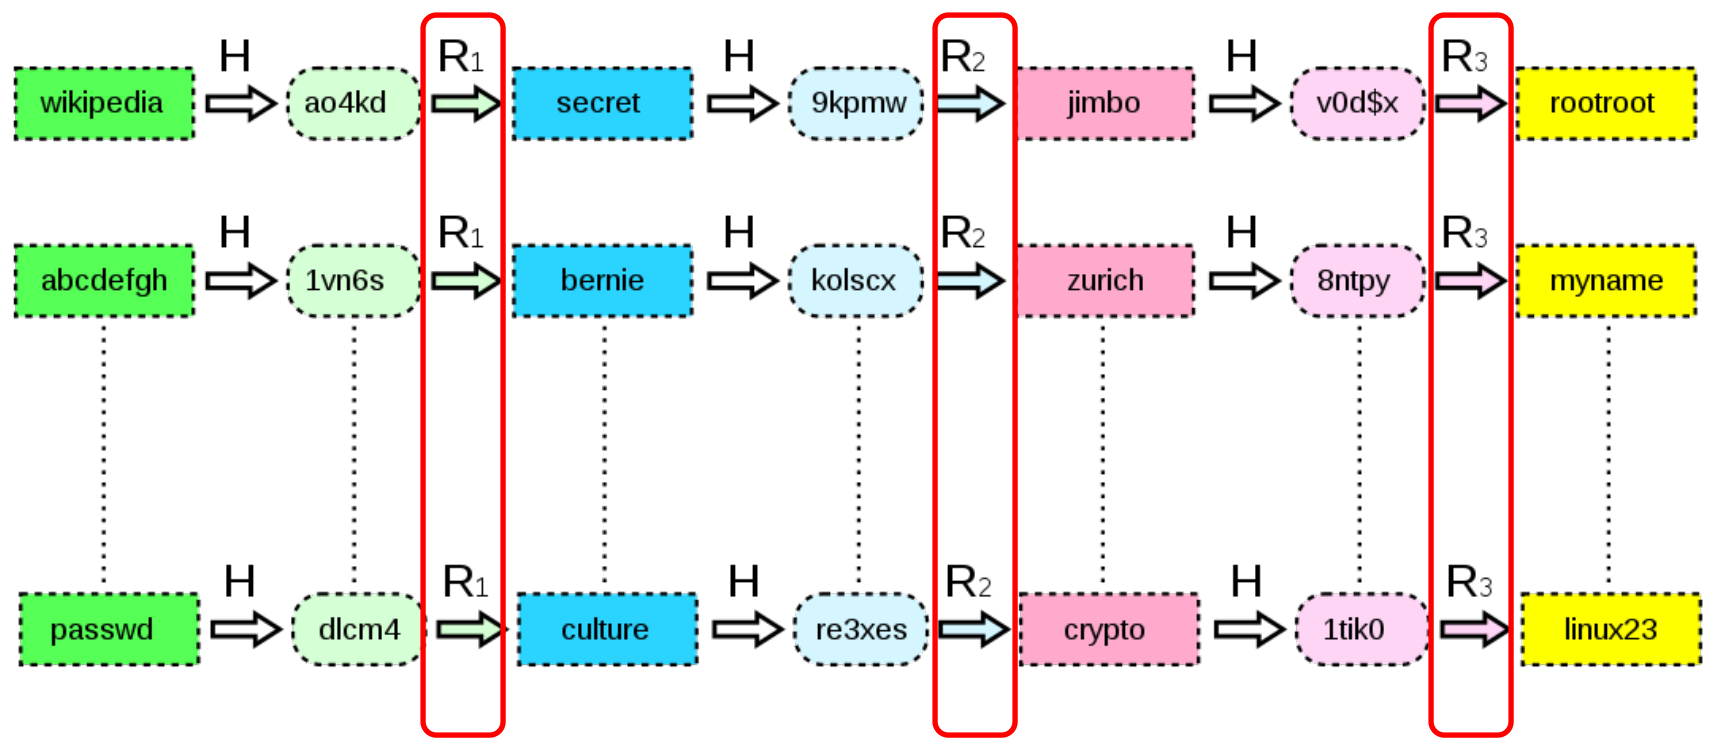 H R1 H R2 H R3
wikipedia ao4kd secret 9kpmw jimbo v0d$x rootroot
H R1 H R2 H R3
abcdefgh 1vn6s bernie kolscx zurich 8ntpy myname
H R1 H R2 H R3
passwd dlcm4 culture re3xes crypto 1tik0 linux23